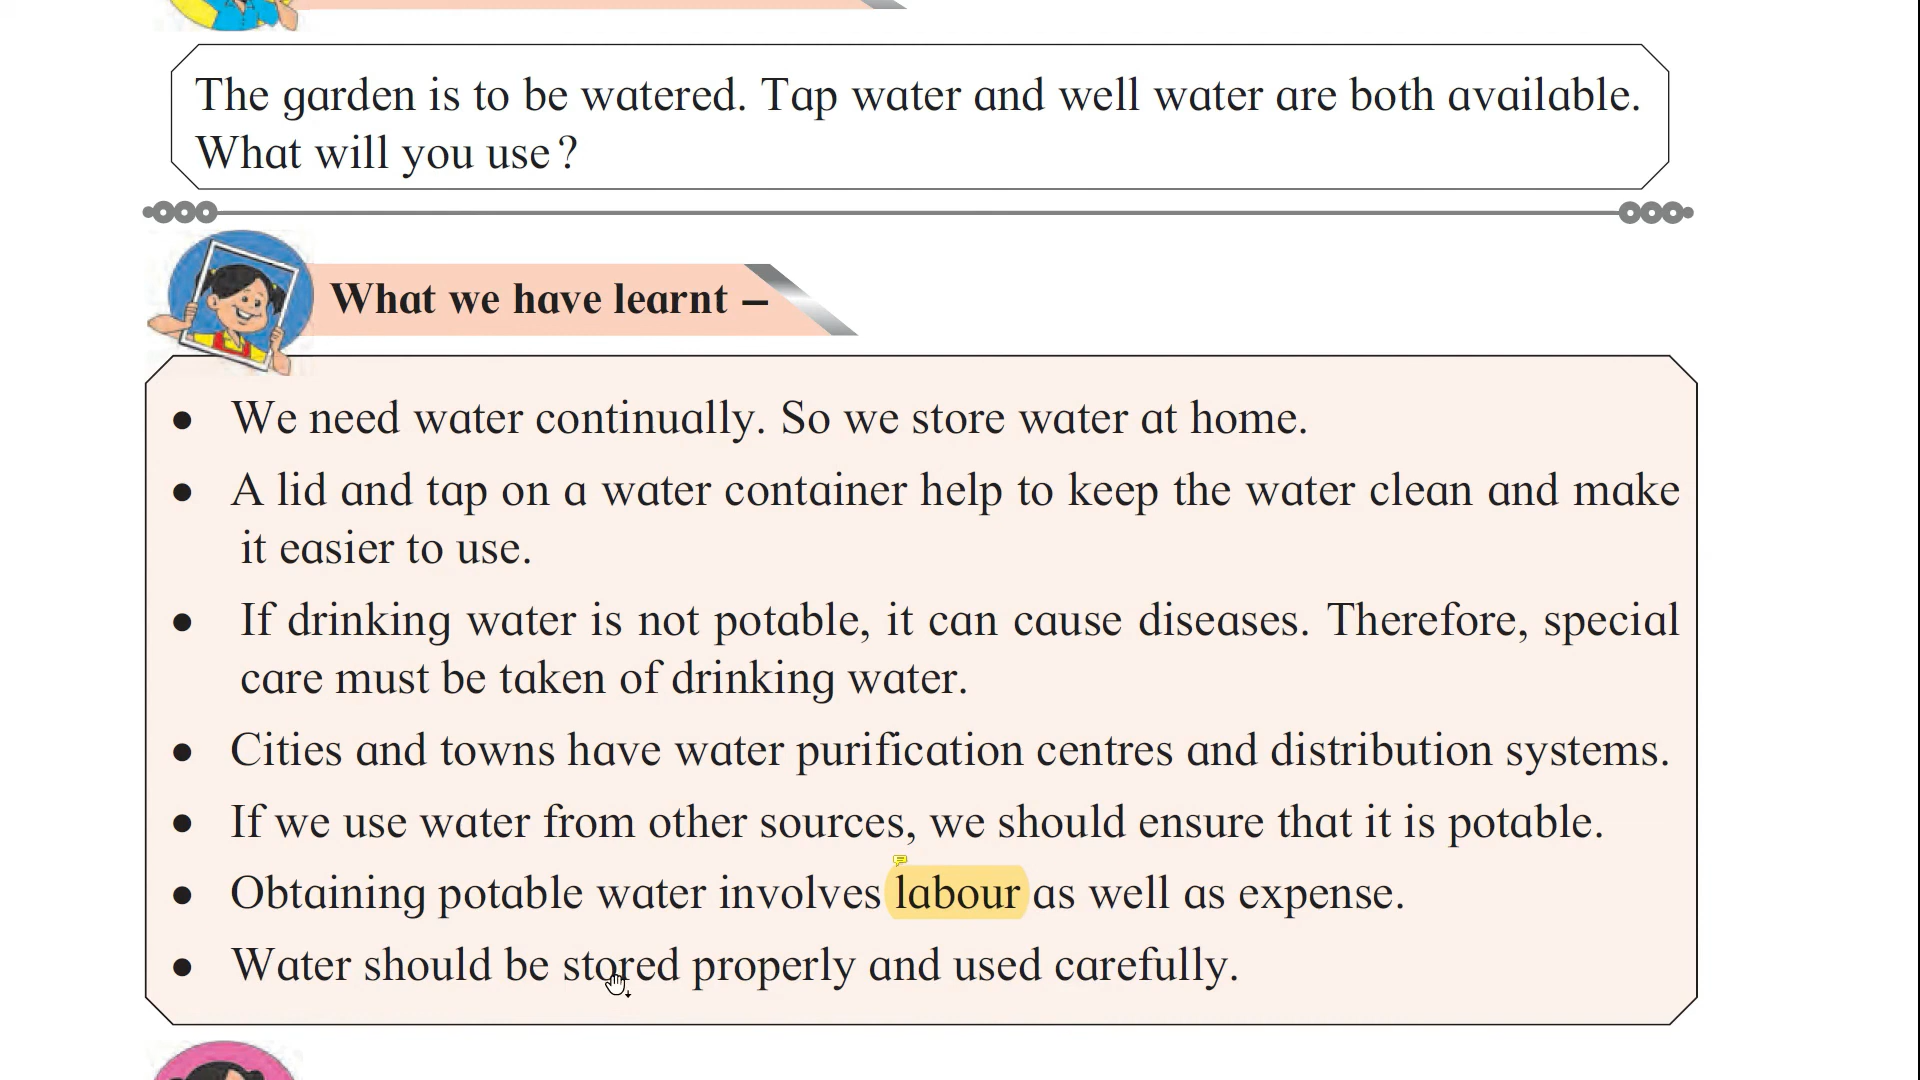 The garden is to be watered. Tap water and well water are both available.
What will you use ?
What we have learnt –
● We need water continually. So we store water at home.
● A lid and tap on a water container help to keep the water clean and make
it easier to use.
● If drinking water is not potable, it can cause diseases. Therefore, special
care must be taken of drinking water.
● Cities and towns have water purification centres and distribution systems.
● If we use water from other sources, we should ensure that it is potable.
● Obtaining potable water involves labour as well as expense.
● Water should be stored properly and used carefully.